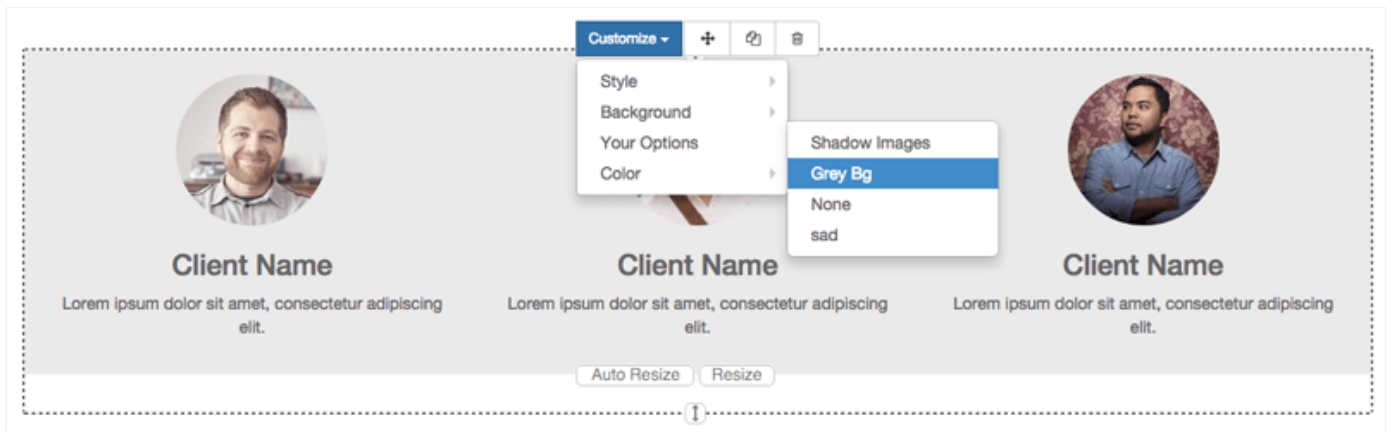 Customize
Style
Background
Your Options
Color
Shadow Images
Grey Bg
None
sad
Client Name
Lorem ipsum dolor sit amet, consectetur adipiscing
elit.
Client Name
Lorem ipsum dolor sit amet, consectetur adipiscing
elit.
Client Name
Lorem ipsum dolor sit amet, consectetur adipiscing
elit.
Auto Resize
Resize